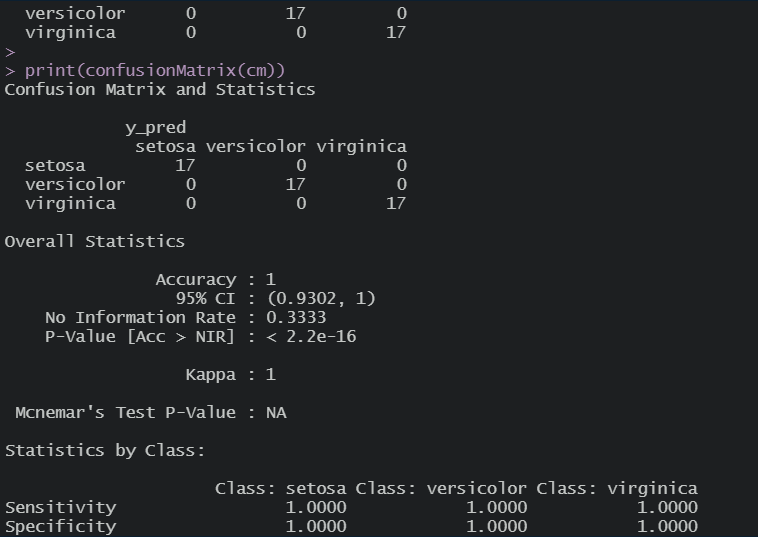 versicolor 0 17 0
virginica 0 0 17
>
> print(confusionMatrix(cm))
Confusion Matrix and Statistics
y_pred
setosa versicolor virginica
setosa 17 0 0
versicolor 0 17 0
virginica 0 0 17
Overall Statistics
Accuracy : 1
95% CI : (0.9302, 1)
No Information Rate : 0.3333
P-Value [Acc > NIR] : < 2.2e-16
Kappa : 1
Mcnemar's Test P-Value : NA
Statistics by Class:
Class: setosa Class: versicolor Class: virginica
Sensitivity 1.0000 1.0000 1.0000
Specificity 1.0000 1.0000 1.0000